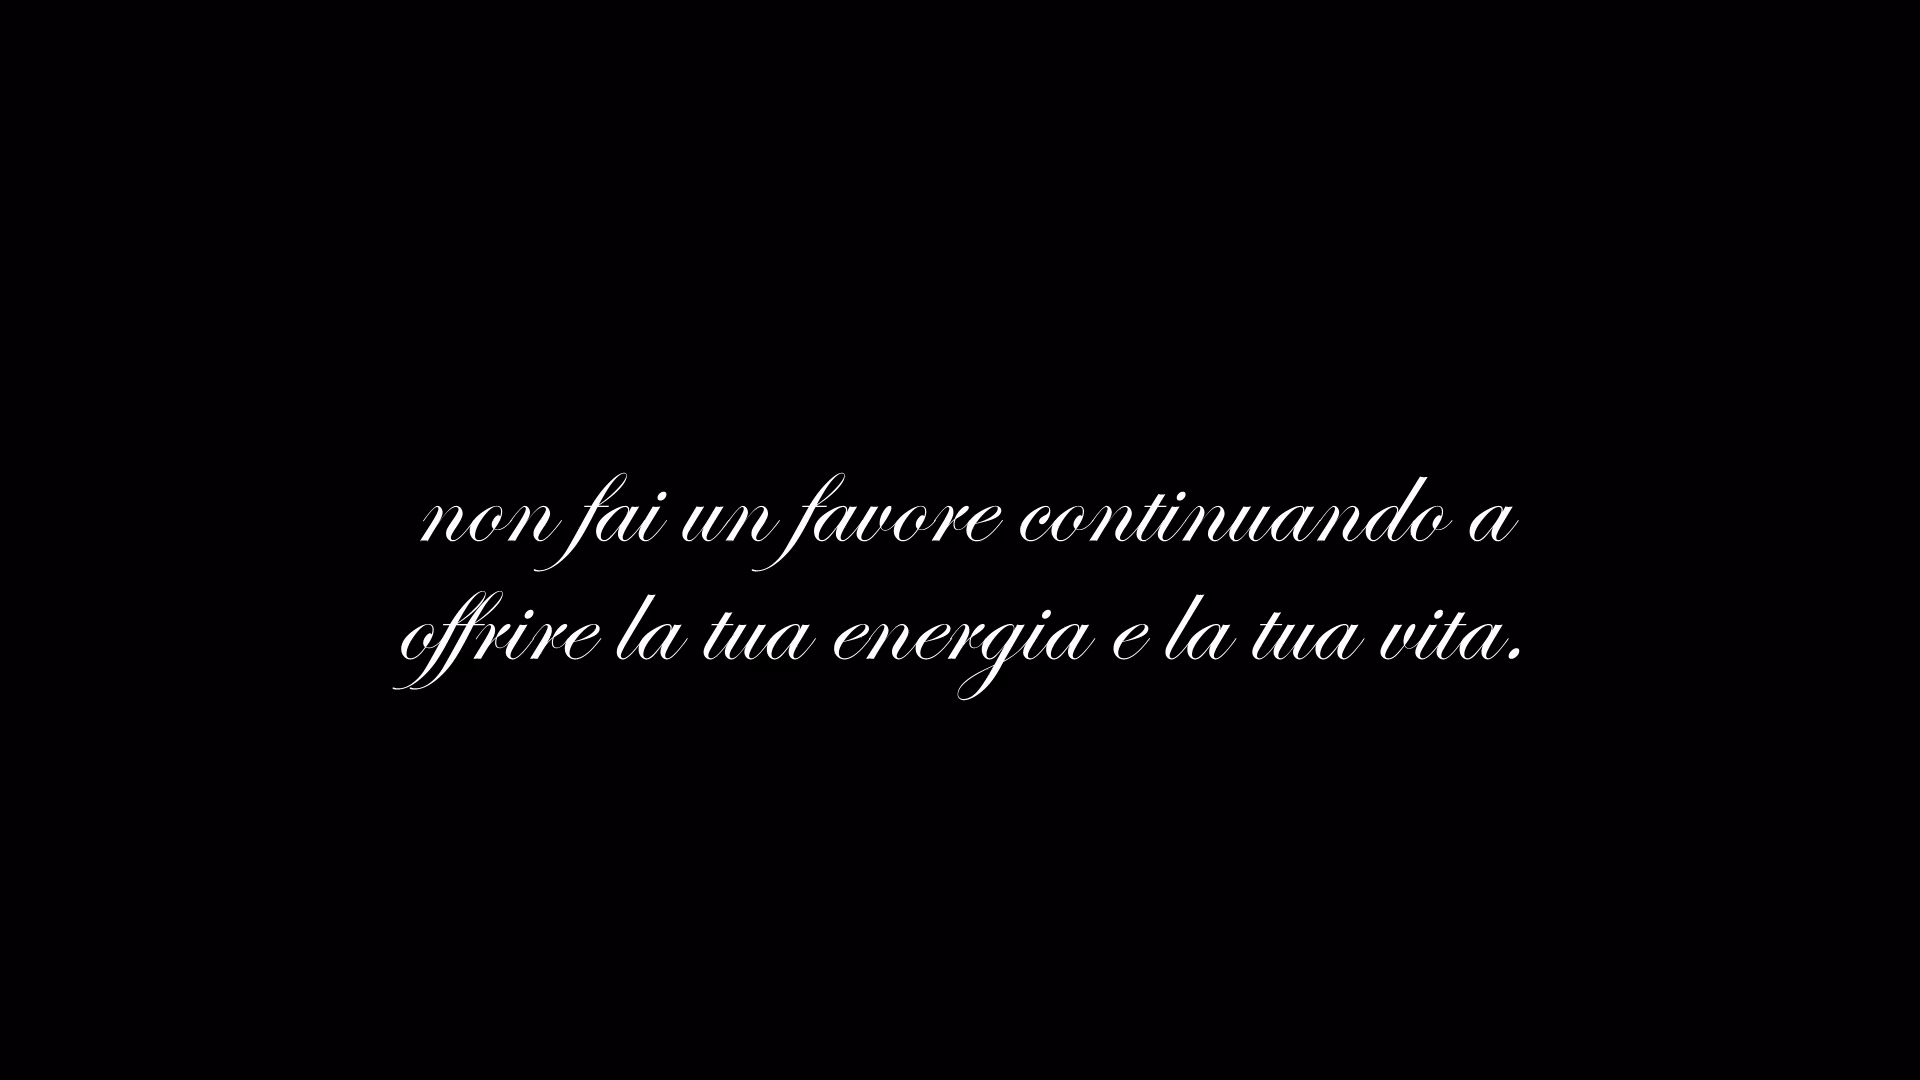 non fai un favore continuando a
offrire la tua energia e la tua vita.